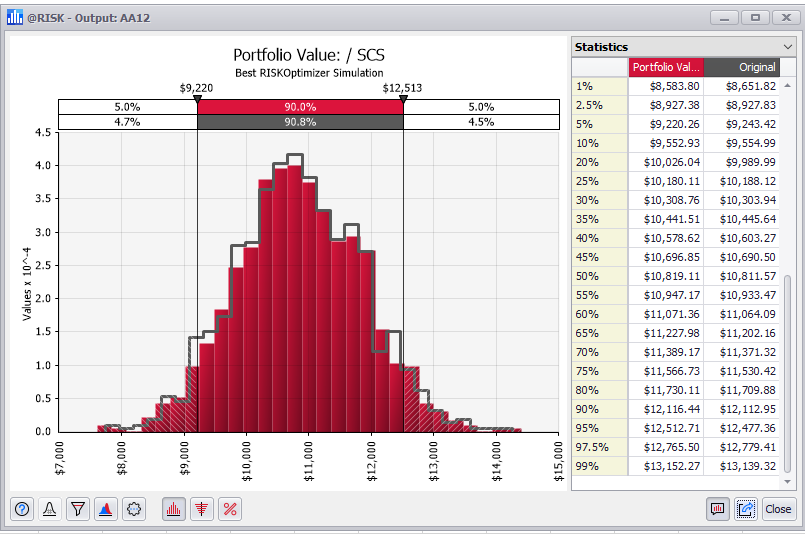 @RISK - Output: AA12
Portfolio Value: / SCS
Best RISKOptimizer Simulation
$9,220 $12,513
5.0% 90.0% 5.0%
4.7% 90.8% 4.5%
4.5
4.0
3.5
3.0
2.5
2.0
1.5
1.0
0.5
0.0
Values x 10^-4
$7,000
$8,000
$9,000
$10,000
$11,000
$12,000
$13,000
$14,000
$15,000
Statistics
Portfolio Val... Original
1% $8,583.80 $8,651.82
2.5% $8,927.38 $8,927.83
5% $9,220.26 $9,243.42
10% $9,552.93 $9,554.99
20% $10,026.04 $9,989.99
25% $10,180.11 $10,188.12
30% $10,308.76 $10,303.94
35% $10,441.51 $10,445.64
40% $10,578.62 $10,603.27
45% $10,696.85 $10,690.50
50% $10,819.11 $10,811.57
55% $10,947.17 $10,933.47
60% $11,071.36 $11,064.09
65% $11,227.98 $11,202.16
70% $11,389.17 $11,371.32
75% $11,566.73 $11,530.42
80% $11,730.11 $11,709.88
90% $12,116.44 $12,112.95
95% $12,512.71 $12,477.36
97.5% $12,765.50 $12,779.41
99% $13,152.27 $13,139.32
Close